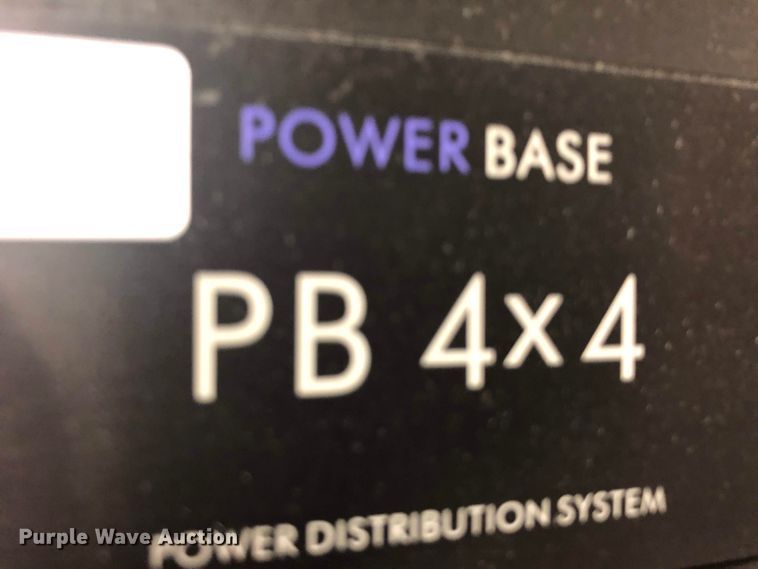 POWER BASE
PB 4x4
POWER DISTRIBUTION SYSTEM
Purple Wave Auction